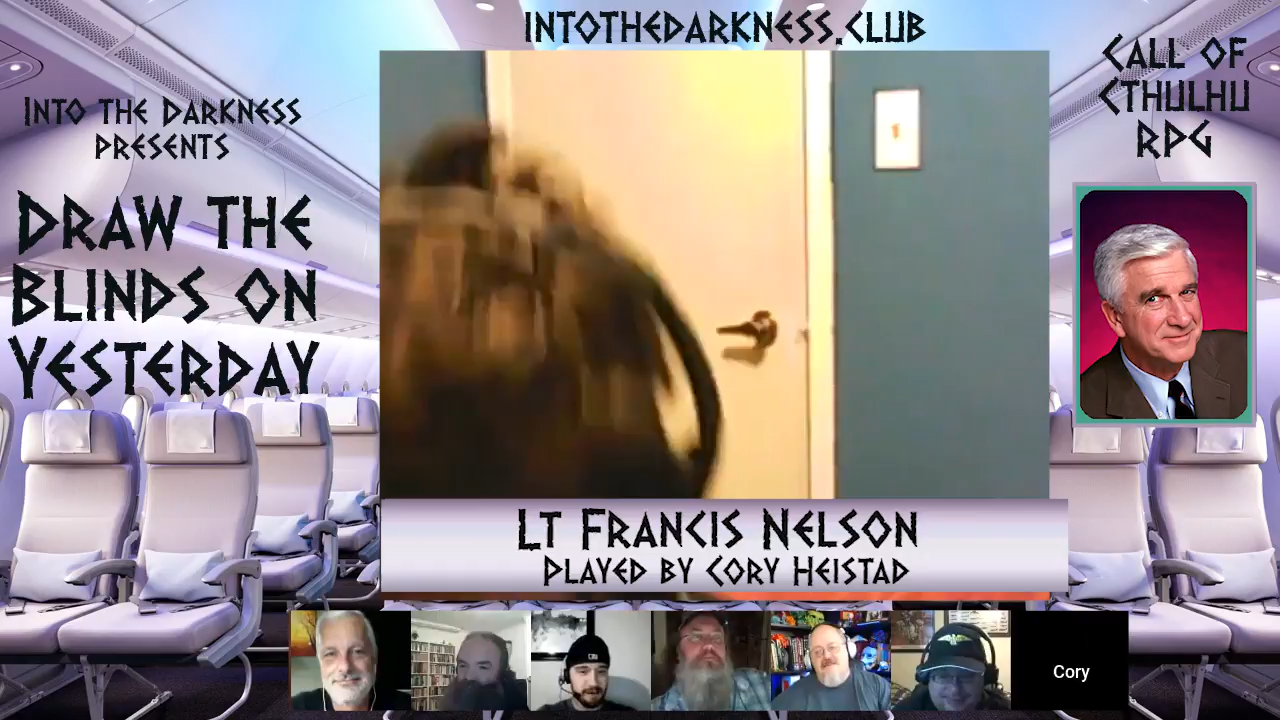 INTOTHEDARKNESS.CLUB
INTO THE DARKNESS
PRESENTS
DRAW THE
BLINDS ON
YESTERDAY
CALL OF
CTHULHU
RPG
LT FRANCIS NELSON
PLAYED BY CORY HEISTAD
Cory